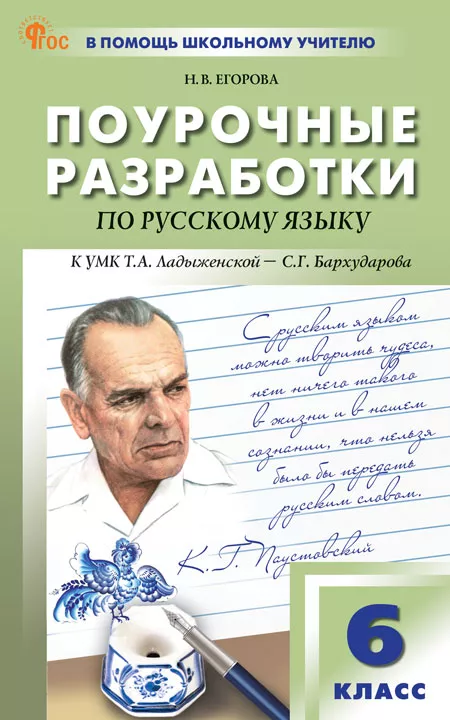 ФГОС
В ПОМОЩЬ ШКОЛЬНОМУ УЧИТЕЛЮ
Н. В. ЕГОРОВА
ПОУРОЧНЫЕ
РАЗРАБОТКИ
ПО РУССКОМУ ЯЗЫКУ
К УМК Т.А. Ладыженской – С.Г. Бархударова
С русским языком
можно творить чудеса,
нет ничего такого
в жизни и в нашем
сознании, что нельзя
было бы передать
русским словом.
К. Г. Паустовский
6
КЛАСС